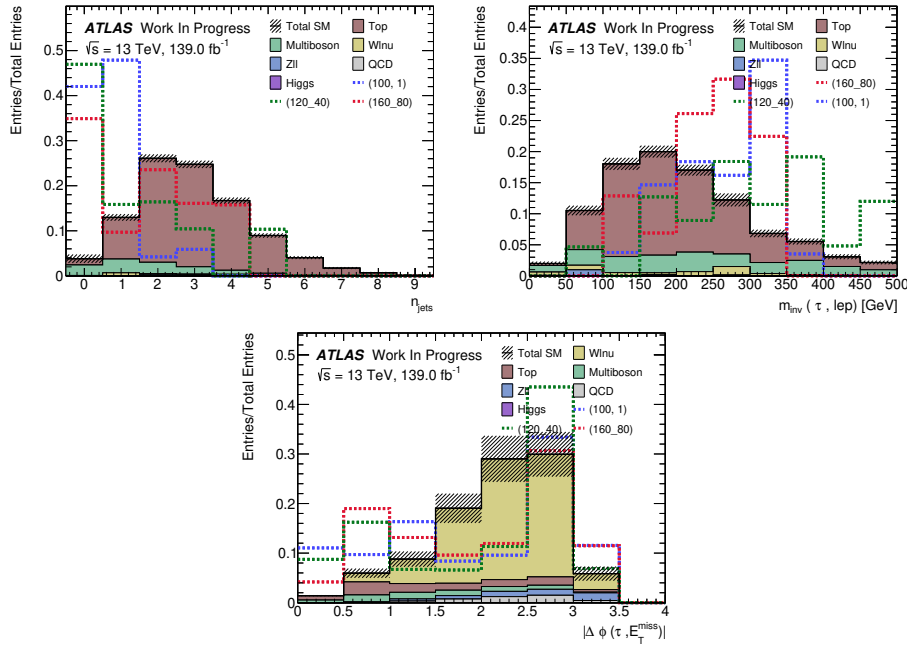 ATLAS Work In Progress
√s = 13 TeV, 139.0 fb⁻¹
Total SM
Top
Multiboson
Wlnu
Zll
QCD
Higgs
(100, 1)
(120_40)
(160_80)
Entries/Total Entries
0.5
0.4
0.3
0.2
0.1
0
0 1 2 3 4 5 6 7 8 9
n_jets
ATLAS Work In Progress
√s = 13 TeV, 139.0 fb⁻¹
Total SM
Top
Multiboson
Wlnu
Zll
QCD
Higgs
(160_80)
(120_40)
(100, 1)
Entries/Total Entries
0.4
0.35
0.3
0.25
0.2
0.15
0.1
0.05
0
0 50 100 150 200 250 300 350 400 450 500
m_inv (τ, lep) [GeV]
ATLAS Work In Progress
√s = 13 TeV, 139.0 fb⁻¹
Total SM
Wlnu
Top
Multiboson
Zll
QCD
Higgs
(100, 1)
(120_40)
(160_80)
Entries/Total Entries
0.5
0.4
0.3
0.2
0.1
0
0 0.5 1 1.5 2 2.5 3 3.5 4
|Δ φ (τ, E_T^miss)|